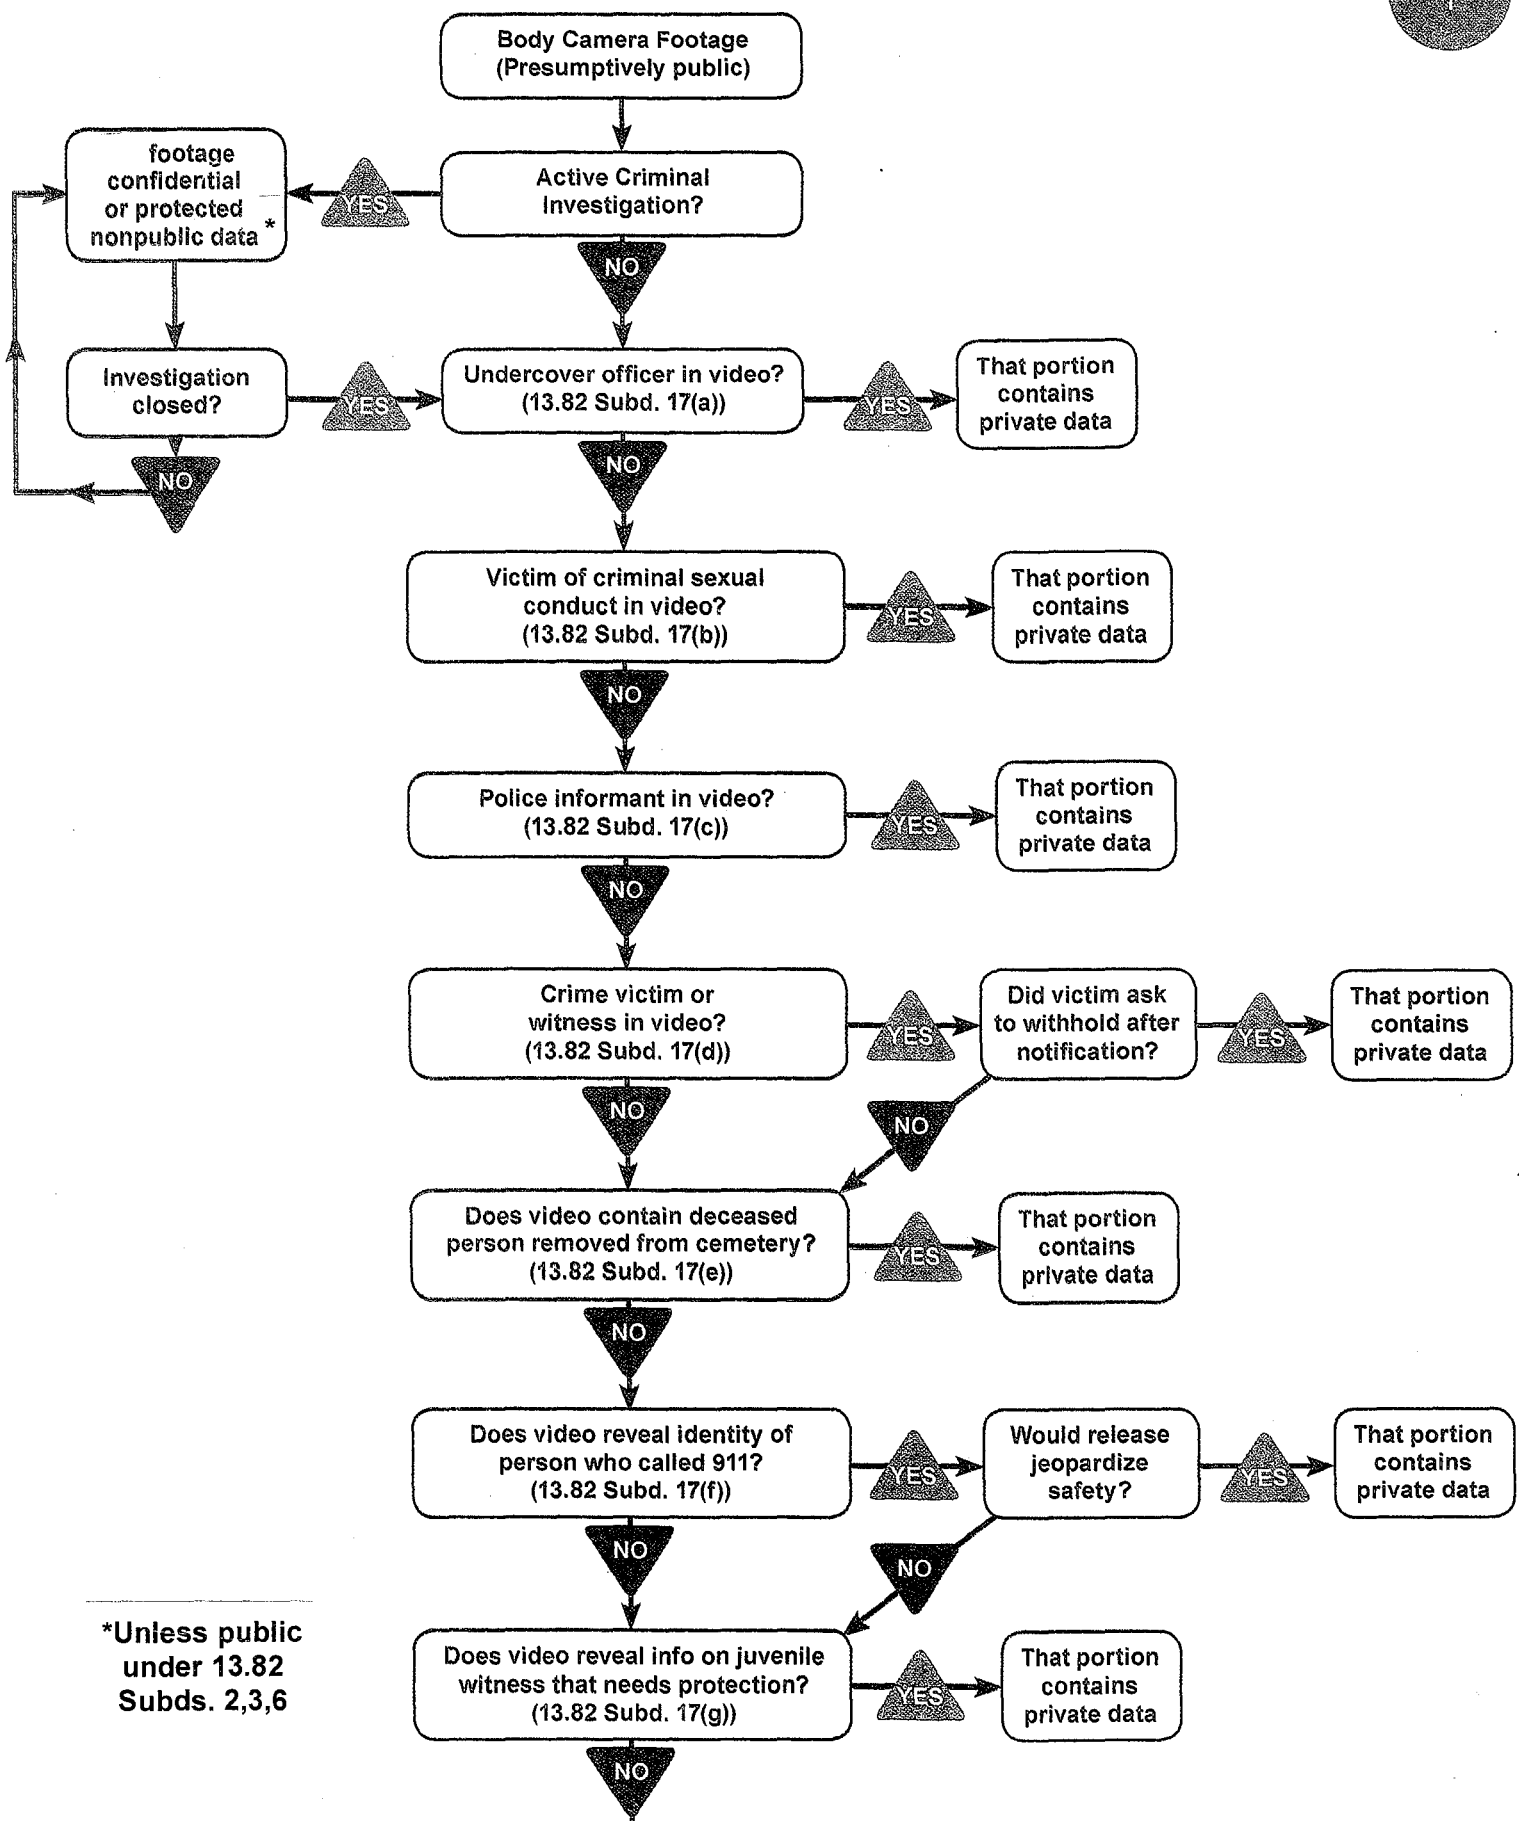 Body Camera Footage
(Presumptively public)
footage
confidential
or protected
nonpublic data *
YES
Active Criminal
Investigation?
NO
Investigation
closed?
YES
Undercover officer in video?
(13.82 Subd. 17(a))
YES
That portion
contains
private data
NO
NO
Victim of criminal sexual
conduct in video?
(13.82 Subd. 17(b))
YES
That portion
contains
private data
NO
Police informant in video?
(13.82 Subd. 17(c))
YES
That portion
contains
private data
NO
Crime victim or
witness in video?
(13.82 Subd. 17(d))
YES
Did victim ask
to withhold after
notification?
YES
That portion
contains
private data
NO
NO
Does video contain deceased
person removed from cemetery?
(13.82 Subd. 17(e))
YES
That portion
contains
private data
NO
Does video reveal identity of
person who called 911?
(13.82 Subd. 17(f))
YES
Would release
jeopardize
safety?
YES
That portion
contains
private data
NO
NO
*Unless public
under 13.82
Subds. 2,3,6
Does video reveal info on juvenile
witness that needs protection?
(13.82 Subd. 17(g))
YES
That portion
contains
private data
NO